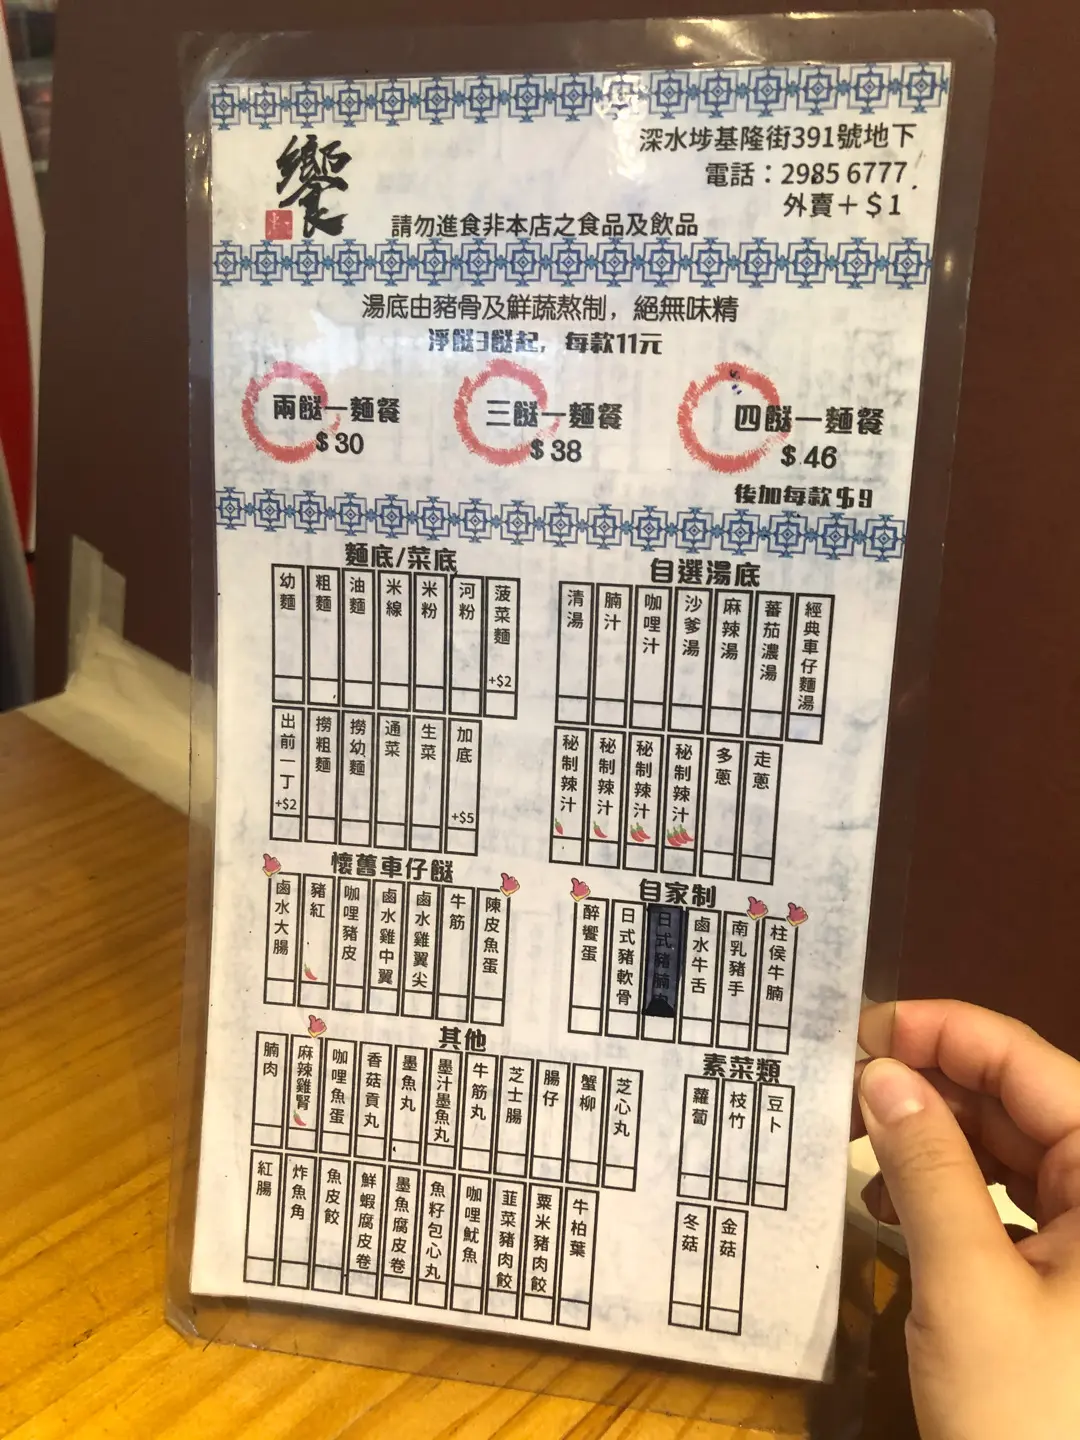 饗
深水埗基隆街391號地下
電話：2985 6777
外賣＋＄1
請勿進食非本店之食品及飲品
湯底由豬骨及鮮蔬熬制，絕無味精
淨餸3餸起，每款11元
兩餸一麵餐
$30
三餸一麵餐
$38
四餸一麵餐
$46
後加每款$9
麵底/菜底
幼麵
粗麵
油麵
米線
米粉
河粉
菠菜麵 +$2
出前一丁 +$2
撈粗麵
撈幼麵
通菜
生菜
加底 +$5
自選湯底
清湯
腩汁
咖哩汁
沙爹湯
麻辣湯
蕃茄濃湯
經典車仔麵湯
秘制辣汁
秘制辣汁
秘制辣汁
秘制辣汁
多蔥
走蔥
懷舊車仔餸
鹵水大腸
豬紅
咖哩豬皮
鹵水雞中翼
鹵水雞翼尖
牛筋
陳皮魚蛋
自家制
醉饗蛋
日式豬軟骨
日式豬腩肉
鹵水牛舌
南乳豬手
柱侯牛腩
其他
腩肉
麻辣雞腎
咖哩魚蛋
香菇貢丸
墨魚丸
墨汁墨魚丸
牛筋丸
芝士腸
腸仔
蟹柳
芝心丸
紅腸
炸魚角
魚皮餃
鮮蝦腐皮卷
墨魚腐皮卷
魚籽包心丸
咖哩魷魚
韮菜豬肉餃
粟米豬肉餃
牛柏葉
素菜類
蘿蔔
枝竹
豆卜
冬菇
金菇